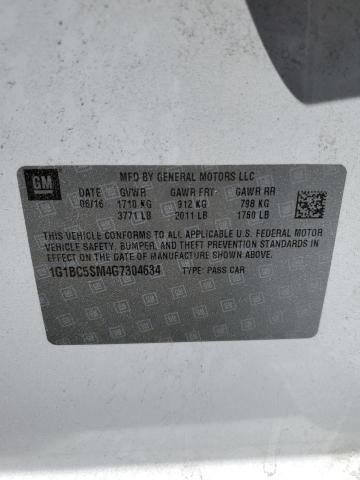 GM
MFD BY GENERAL MOTORS LLC
DATE GVWR GAWR FRT GAWR RR
06/16 1710 KG 912 KG 798 KG
3771 LB 2011 LB 1760 LB
THIS VEHICLE CONFORMS TO ALL APPLICABLE U.S. FEDERAL MOTOR
VEHICLE SAFETY, BUMPER, AND THEFT PREVENTION STANDARDS
IN EFFECT ON THE DATE OF MANUFACTURE SHOWN ABOVE.
1G1BC5SM4G7304634 TYPE: PASS CAR